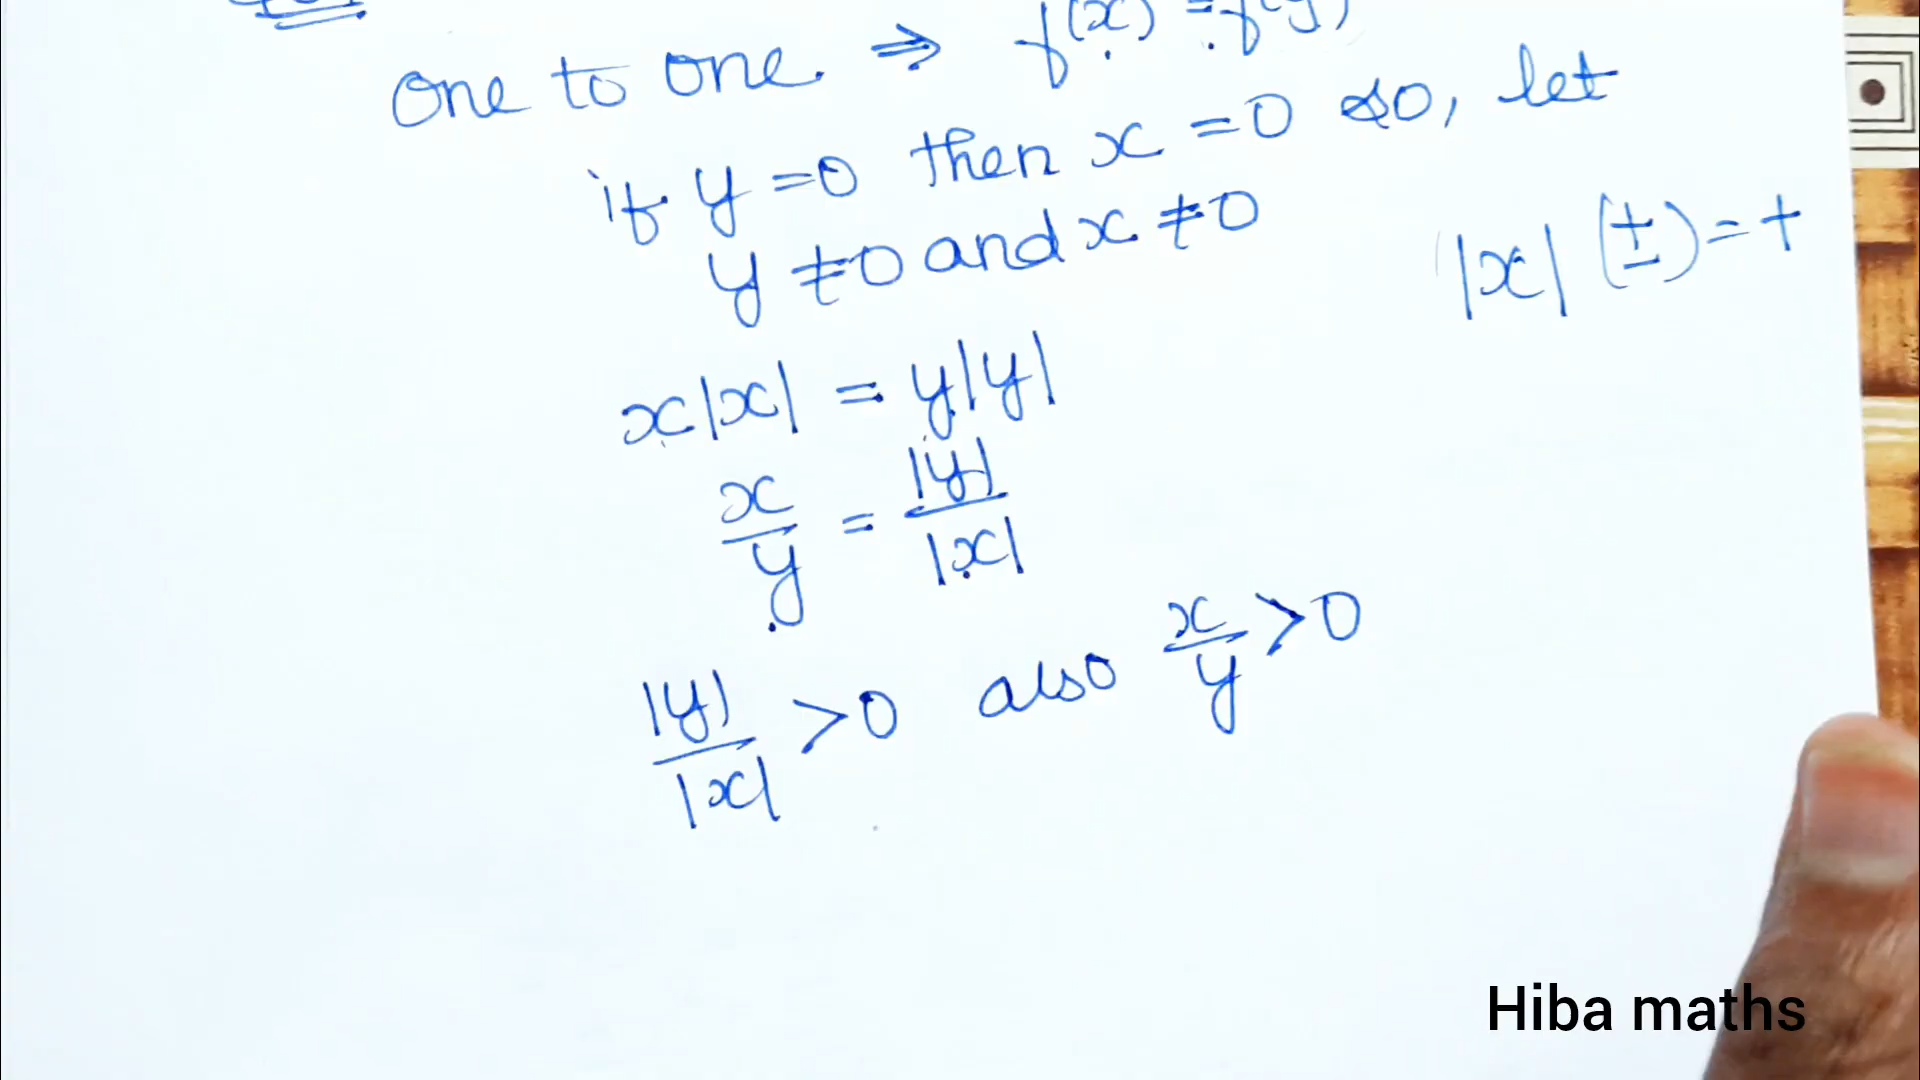 one to one ⇒ f(x) = f(y)
if y = 0 then x = 0 so, let
y ≠ 0 and x ≠ 0
|x| (±) = +
x|x| = y|y|
x/y = |y|/|x|
|y|/|x| > 0 also x/y > 0
Hiba maths